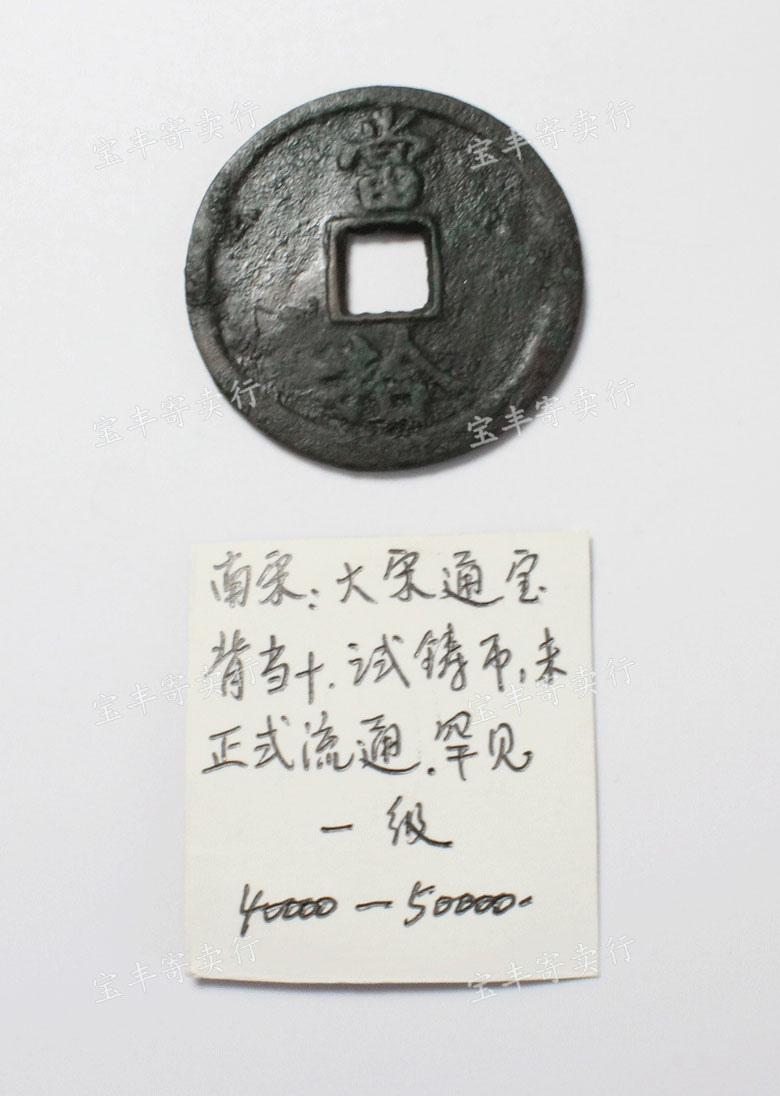 宝丰寄卖行 宝丰寄卖行
當
拾
宝丰寄卖行 宝丰寄卖行
南宋：大宋通宝
背当十．试铸币，未
宝丰寄卖行 宝丰寄卖行
正式流通．罕见
一级
40000—50000.
宝丰寄卖行 宝丰寄卖行